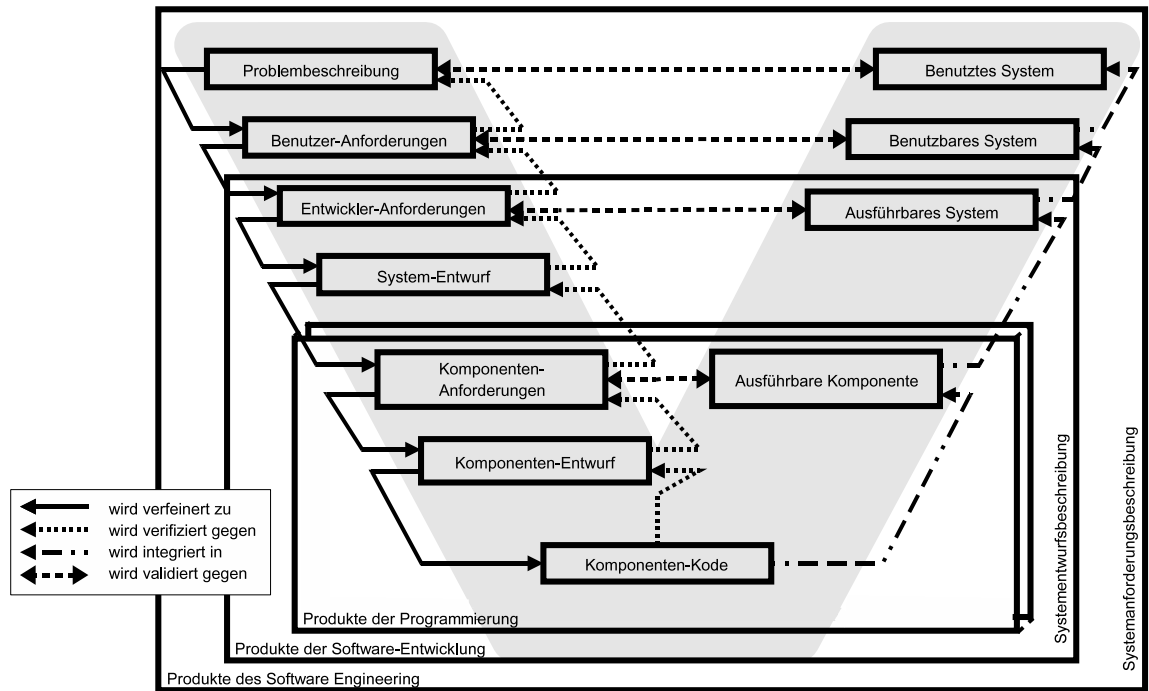 Problembeschreibung
Benutztes System
Benutzer-Anforderungen
Benutzbares System
Entwickler-Anforderungen
Ausführbares System
System-Entwurf
Komponenten-
Anforderungen
Ausführbare Komponente
Komponenten-Entwurf
Komponenten-Kode
wird verfeinert zu
wird verifiziert gegen
wird integriert in
wird validiert gegen
Produkte der Programmierung
Produkte der Software-Entwicklung
Produkte des Software Engineering
Systementwurfsbeschreibung
Systemanforderungsbeschreibung